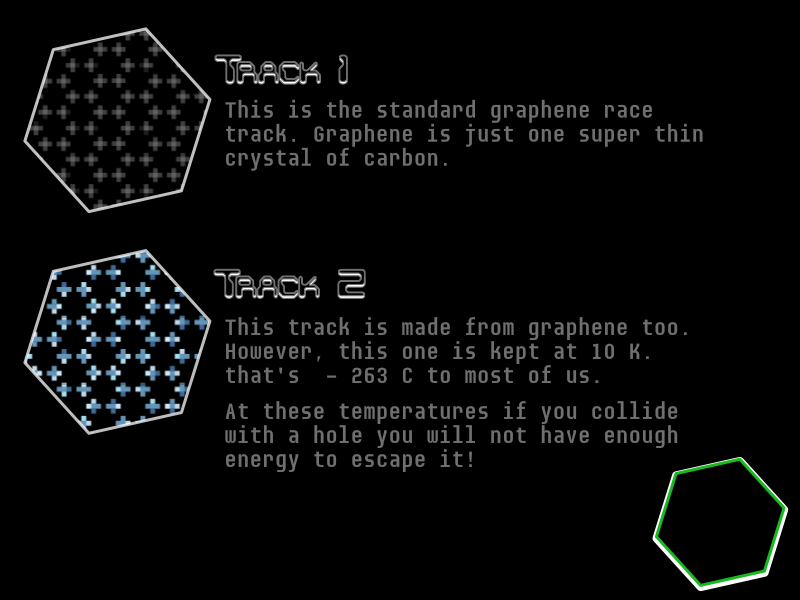 Track 1
This is the standard graphene race
track. Graphene is just one super thin
crystal of carbon.
Track 2
This track is made from graphene too.
However, this one is kept at 10 K.
that's  - 263 C to most of us.
At these temperatures if you collide
with a hole you will not have enough
energy to escape it!